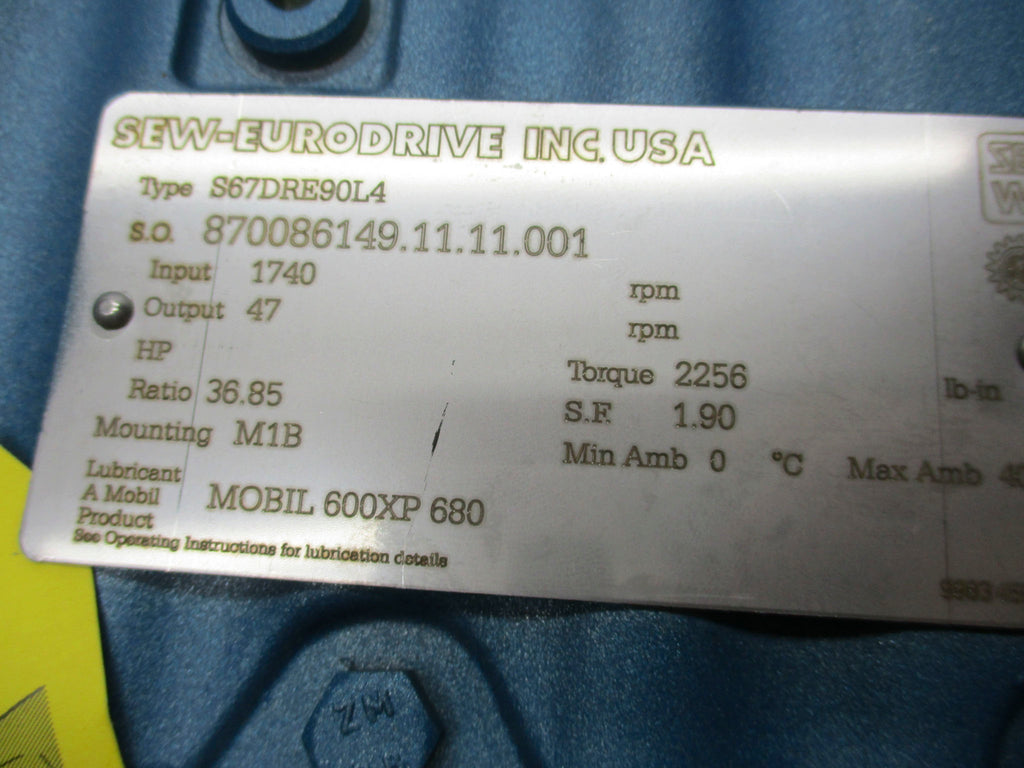 SEW-EURODRIVE INC. USA
Type S67DRE90L4
S.O. 870086149.11.11.001
Input 1740 rpm
Output 47 rpm
HP
Torque 2256 lb-in
Ratio 36.85
S.F. 1.90
Mounting M1B
Min Amb 0 °C Max Amb 40
Lubricant
A Mobil
Product
MOBIL 600XP 680
See Operating Instructions for lubrication details